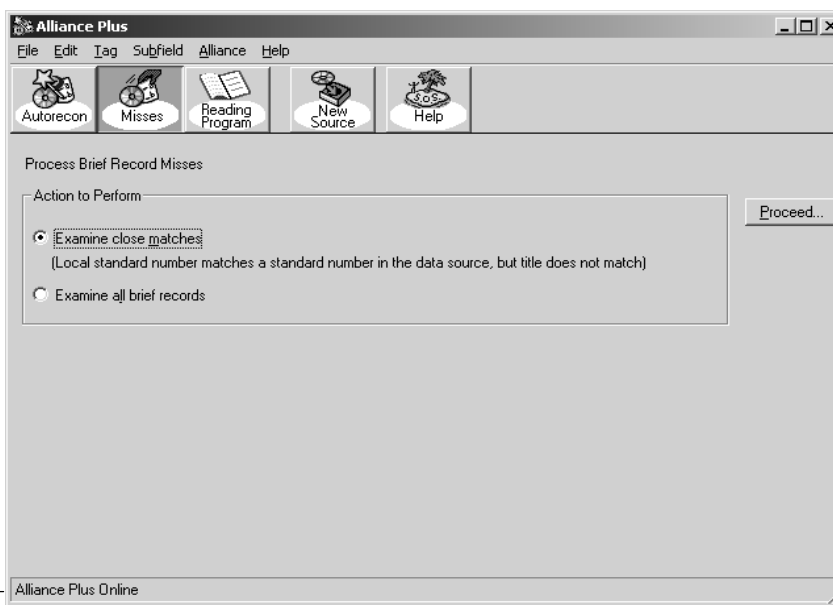 Alliance Plus
File Edit Tag Subfield Alliance Help
Autorecon Misses Reading Program New Source S.O.S. Help
Process Brief Record Misses
Action to Perform
Examine close matches
(Local standard number matches a standard number in the data source, but title does not match)
Examine all brief records
Proceed...
Alliance Plus Online